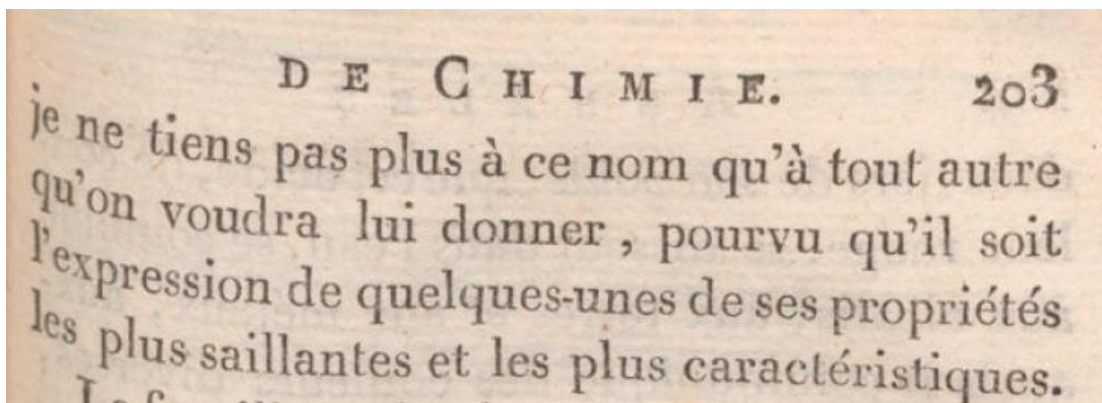 DE CHIMIE. 203
je ne tiens pas plus à ce nom qu'à tout autre
qu'on voudra lui donner, pourvu qu'il soit
l'expression de quelques-unes de ses propriétés
les plus saillantes et les plus caractéristiques.